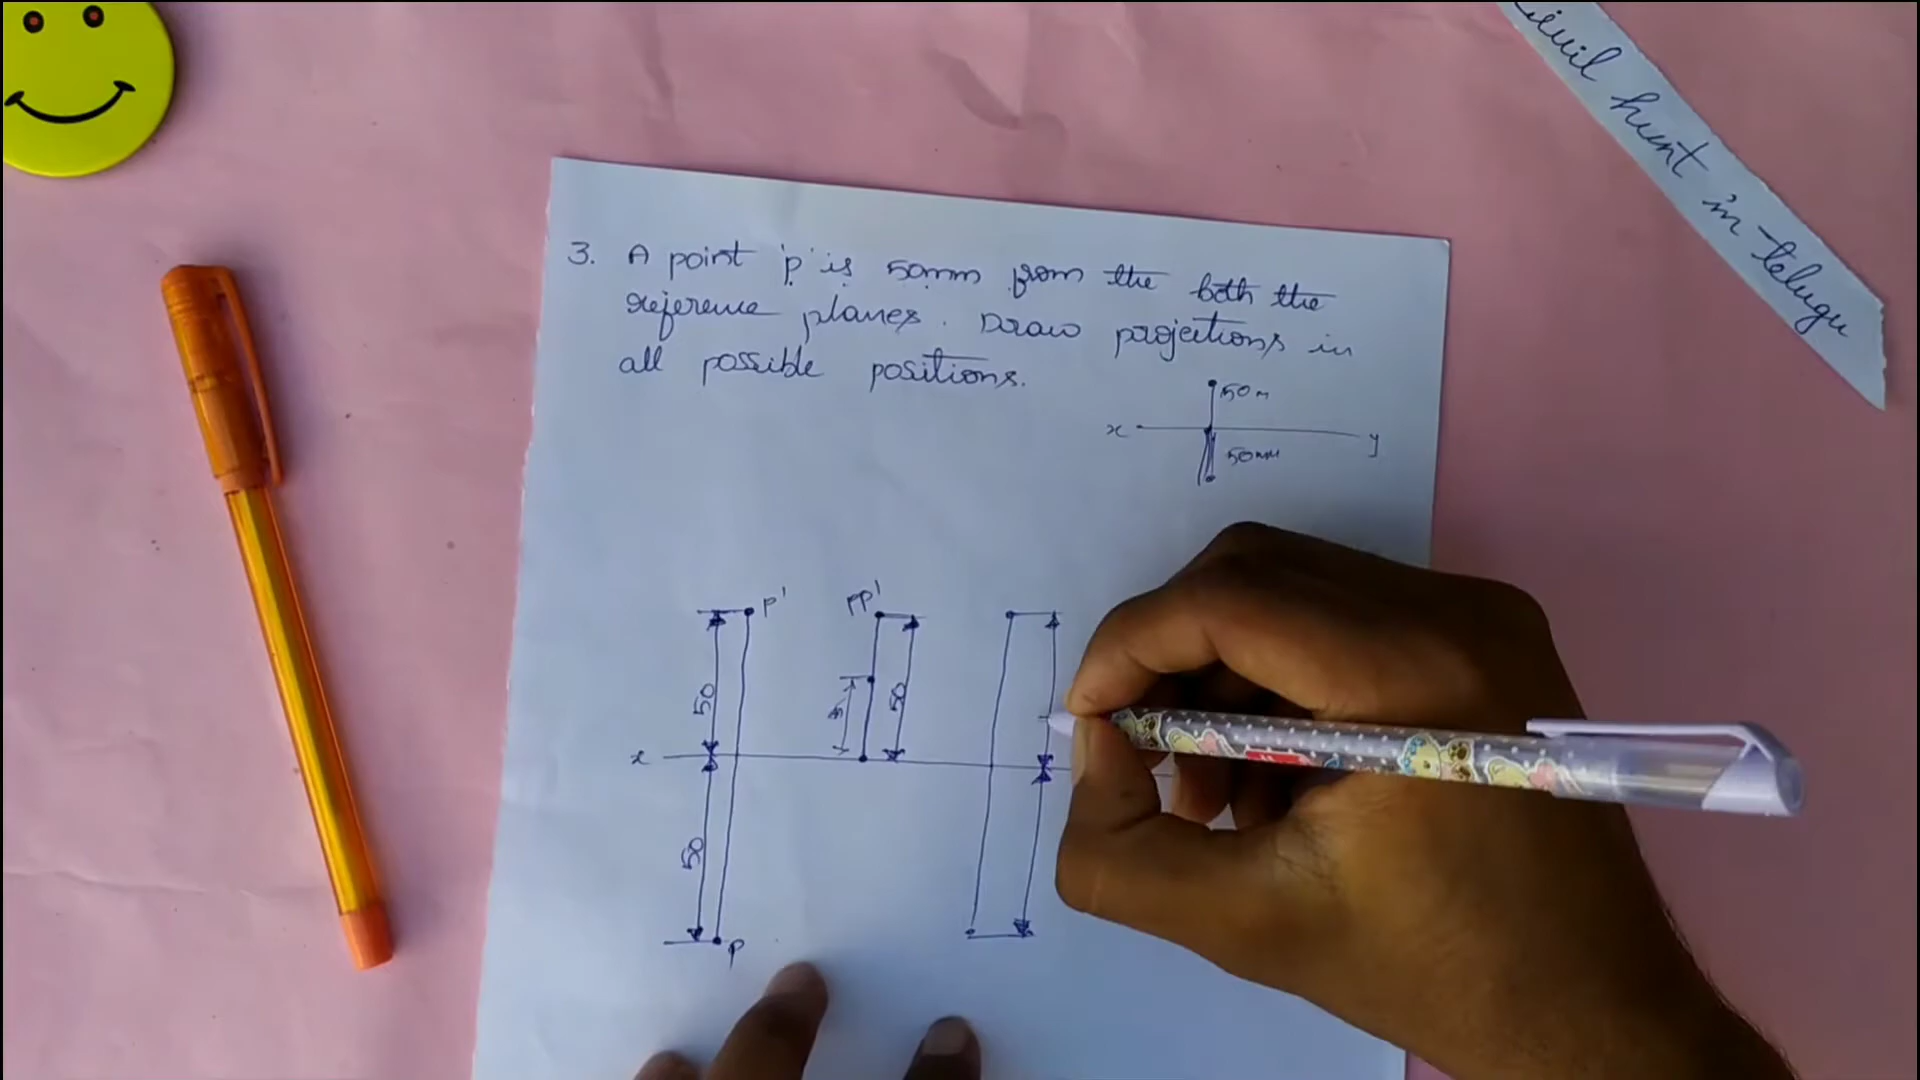 civil hunt in telugu
3. A point 'p' is 50mm from the both the
reference planes. Draw projections in
all possible positions.
50m
x y
50mm
p' pp'
50 50
x
50
p